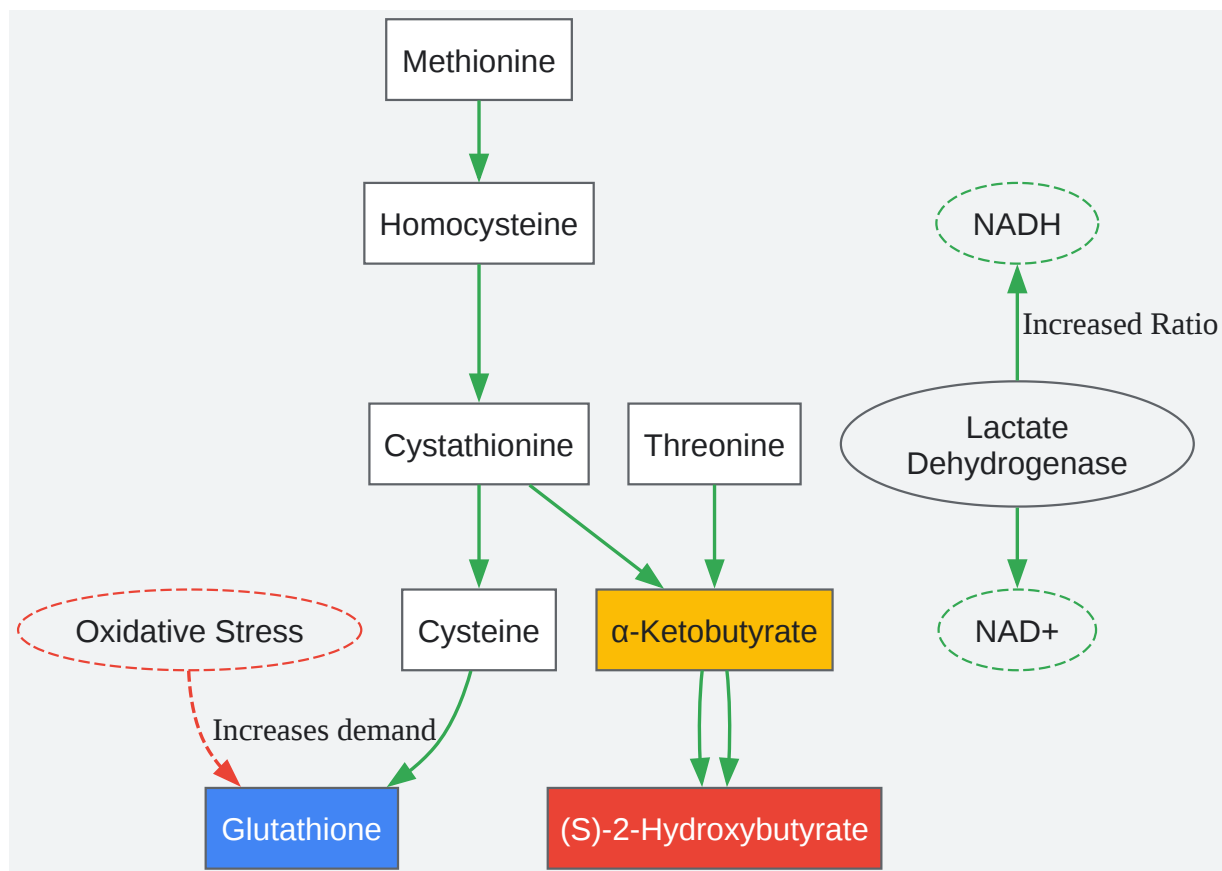 Methionine
Homocysteine
NADH
Increased Ratio
Cystathionine
Threonine
Lactate
Dehydrogenase
Oxidative Stress
Cysteine
α-Ketobutyrate
NAD+
Increases demand
Glutathione
(S)-2-Hydroxybutyrate